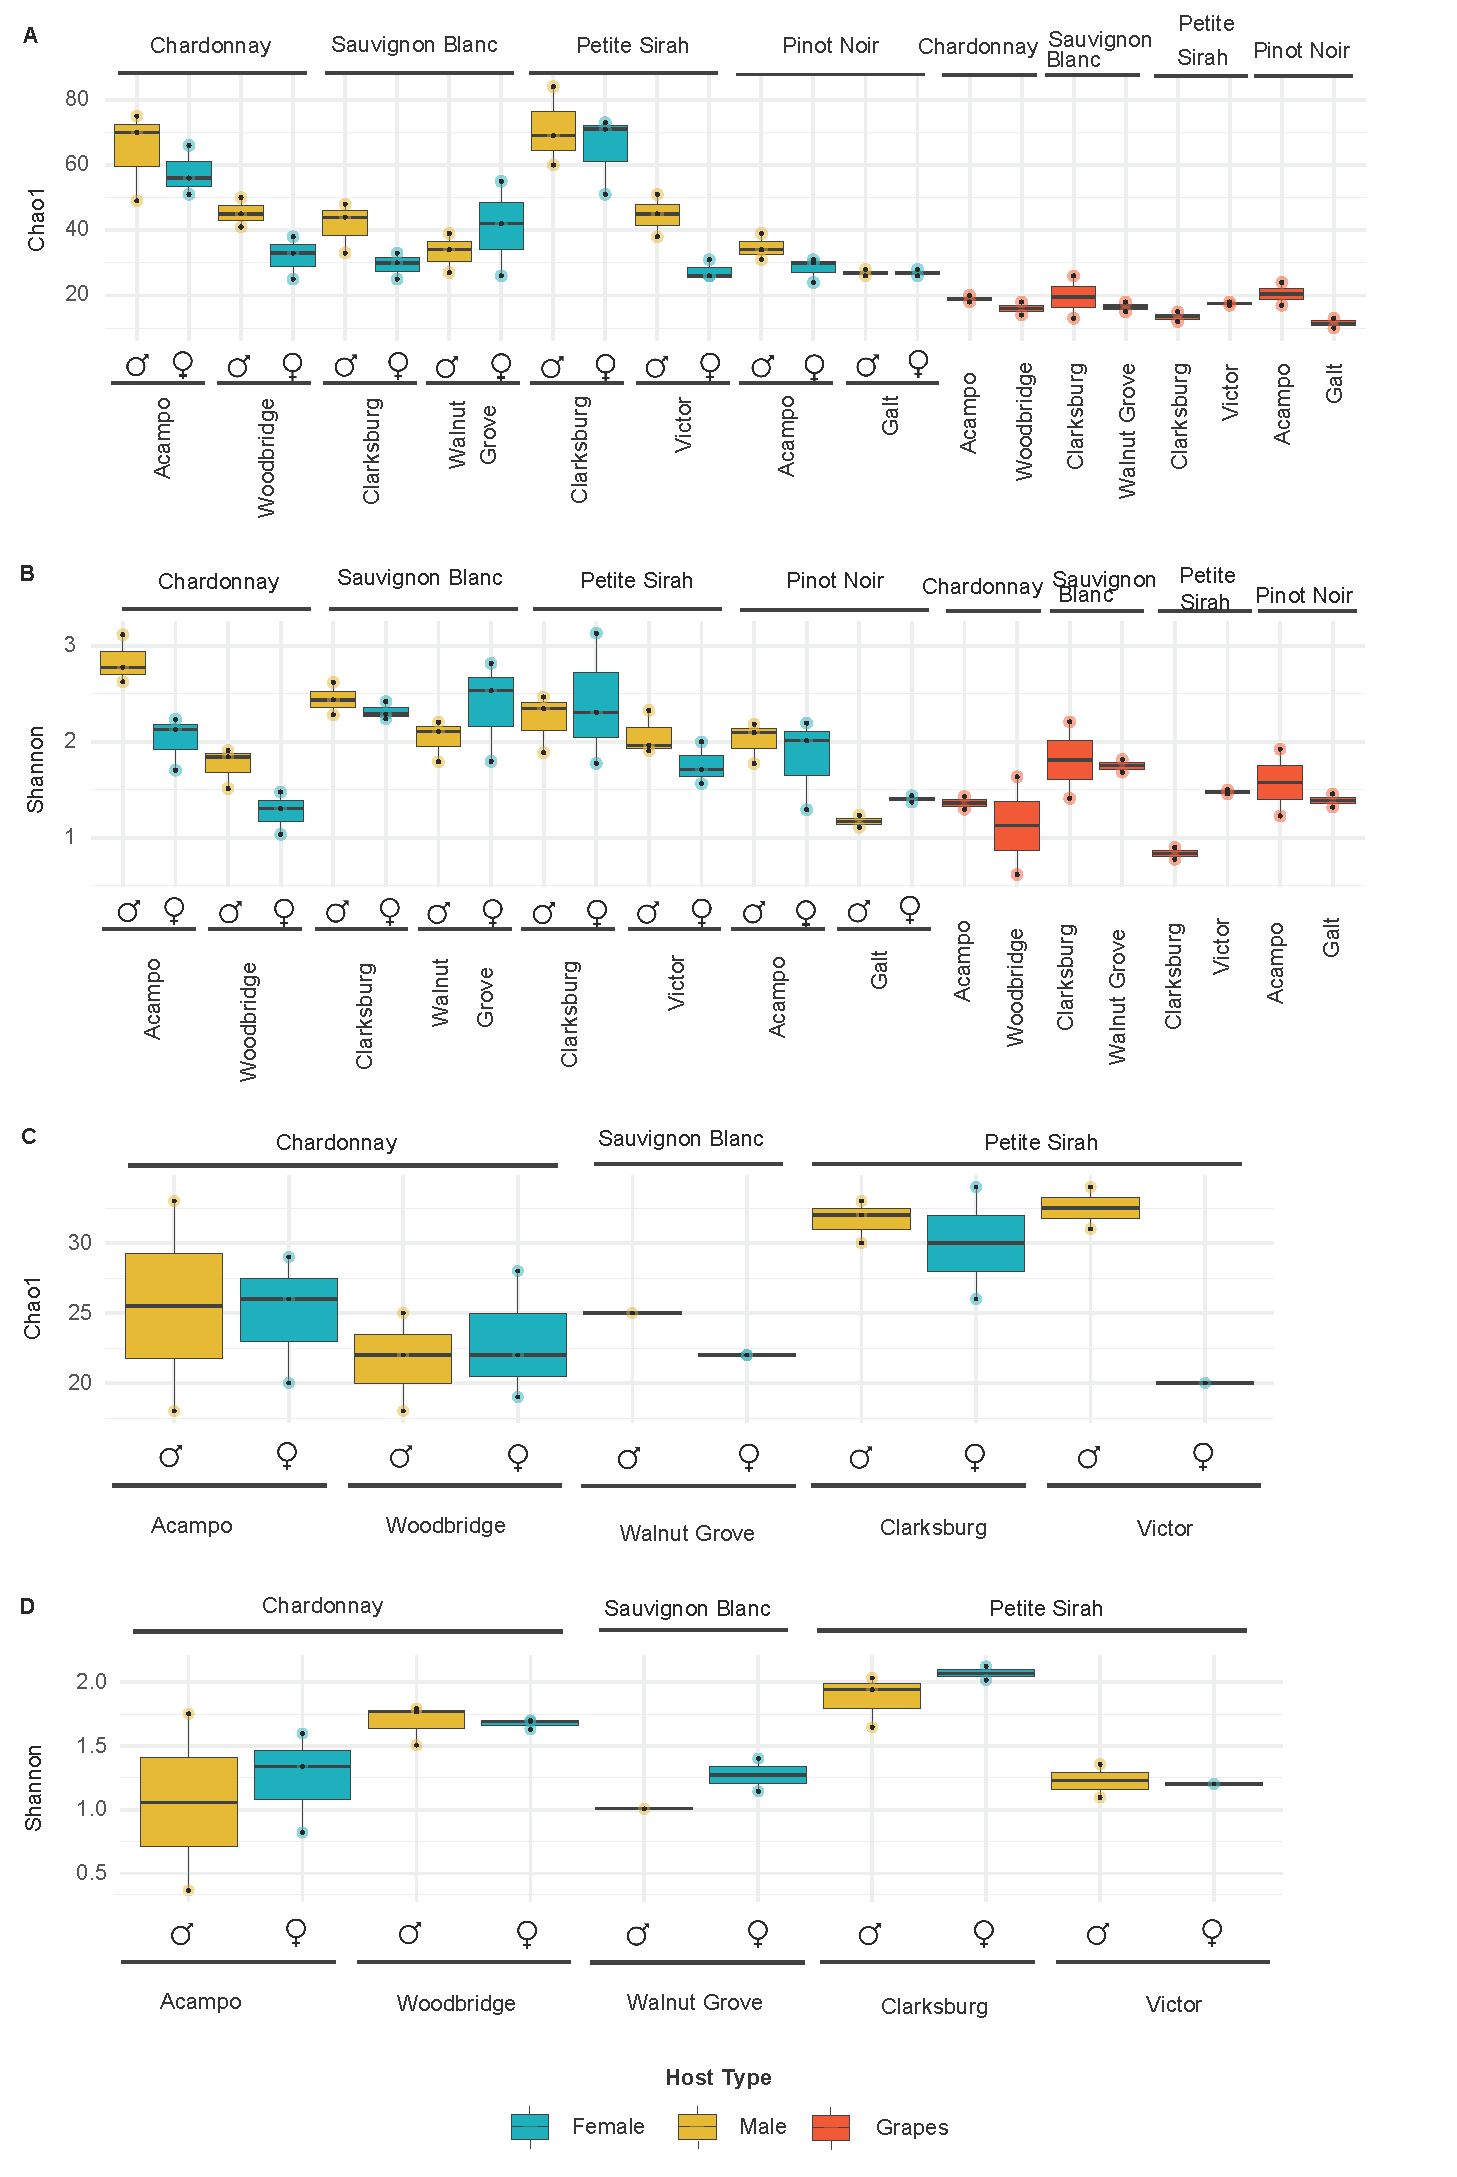 A
Chardonnay Sauvignon Blanc Petite Sirah Pinot Noir Chardonnay Sauvignon Blanc Petite Sirah Pinot Noir
Chao1
80
60
40
20
♂ ♀ ♂ ♀ ♂ ♀ ♂ ♀ ♂ ♀ ♂ ♀ ♂ ♀ ♂ ♀
Acampo Woodbridge Clarksburg Walnut Grove Clarksburg Victor Acampo Galt Acampo Woodbridge Clarksburg Walnut Grove Clarksburg Victor Acampo Galt
B
Chardonnay Sauvignon Blanc Petite Sirah Pinot Noir Chardonnay Sauvignon Blanc Petite Sirah Pinot Noir
Shannon
3
2
1
♂ ♀ ♂ ♀ ♂ ♀ ♂ ♀ ♂ ♀ ♂ ♀ ♂ ♀ ♂ ♀
Acampo Woodbridge Clarksburg Walnut Grove Clarksburg Victor Acampo Galt Acampo Woodbridge Clarksburg Walnut Grove Clarksburg Victor Acampo Galt
C
Chardonnay Sauvignon Blanc Petite Sirah
Chao1
30
25
20
♂ ♀ ♂ ♀ ♂ ♀ ♂ ♀ ♂ ♀
Acampo Woodbridge Walnut Grove Clarksburg Victor
D
Chardonnay Sauvignon Blanc Petite Sirah
Shannon
2.0
1.5
1.0
0.5
♂ ♀ ♂ ♀ ♂ ♀ ♂ ♀ ♂ ♀
Acampo Woodbridge Walnut Grove Clarksburg Victor
Host Type
Female Male Grapes